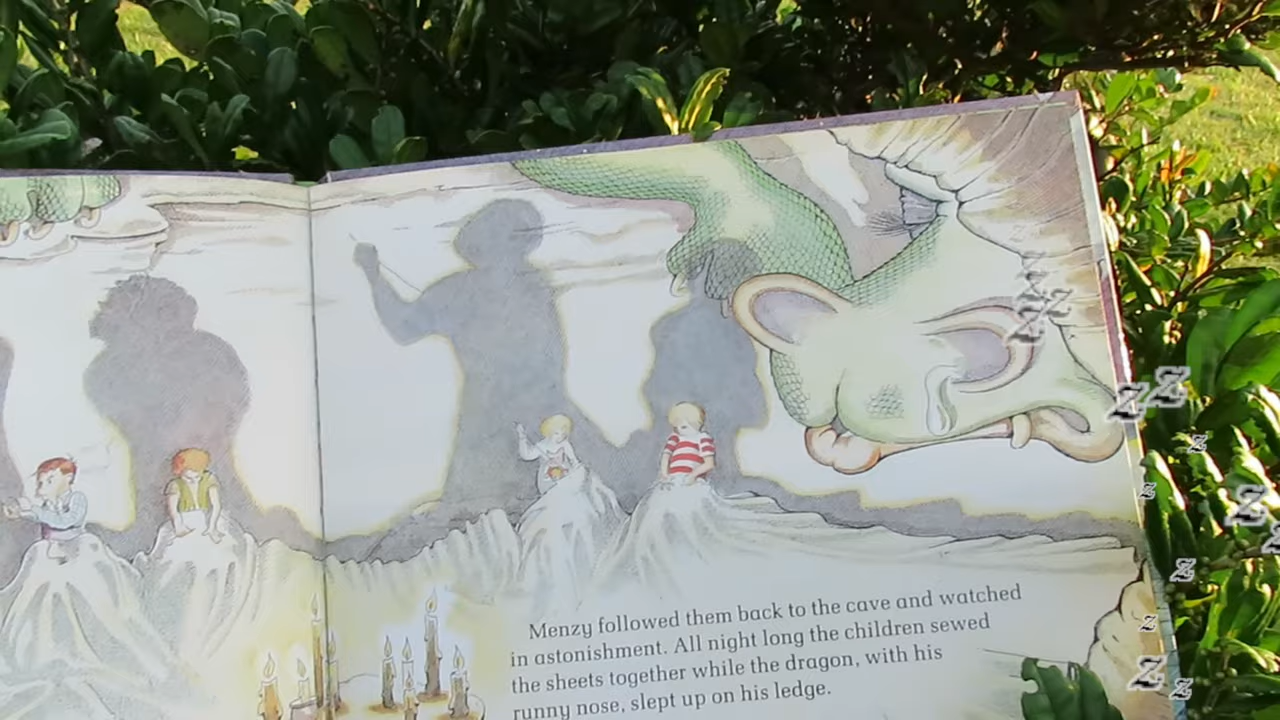 Menzy followed them back to the cave and watched
in astonishment. All night long the children sewed
the sheets together while the dragon, with his
runny nose, slept up on his ledge.
z
z
z
z
z
z
z
z
z
z
z
z